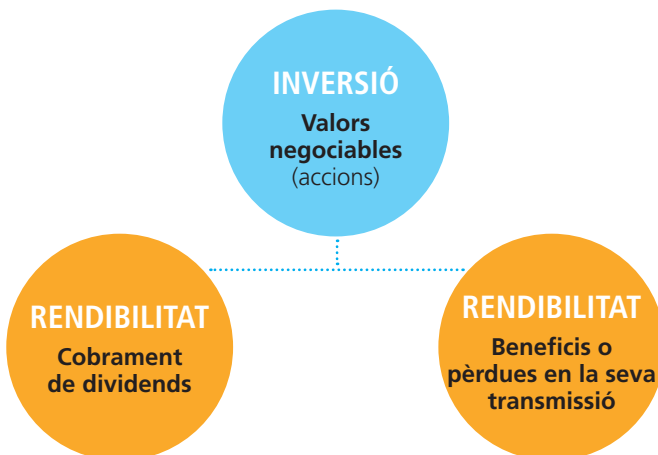 INVERSIÓ
Valors
negociables
(accions)
RENDIBILITAT
Cobrament
de dividends
RENDIBILITAT
Beneficis o
pèrdues en la seva
transmissió